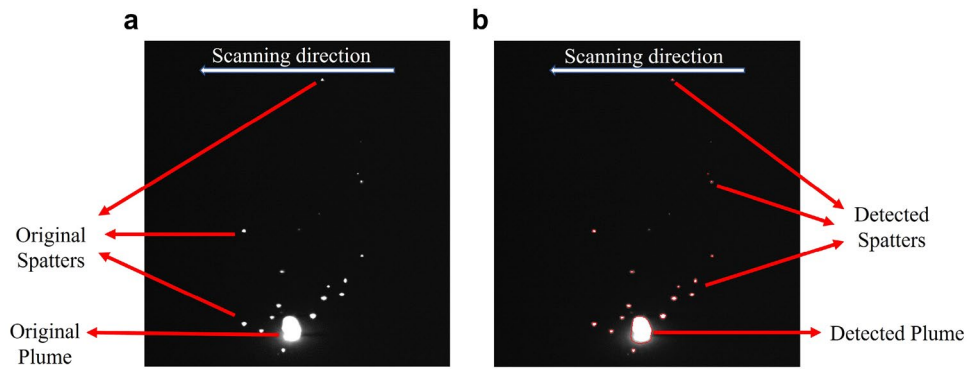 a
b
Scanning direction
Scanning direction
Original
Spatters
Detected
Spatters
Original
Plume
Detected Plume